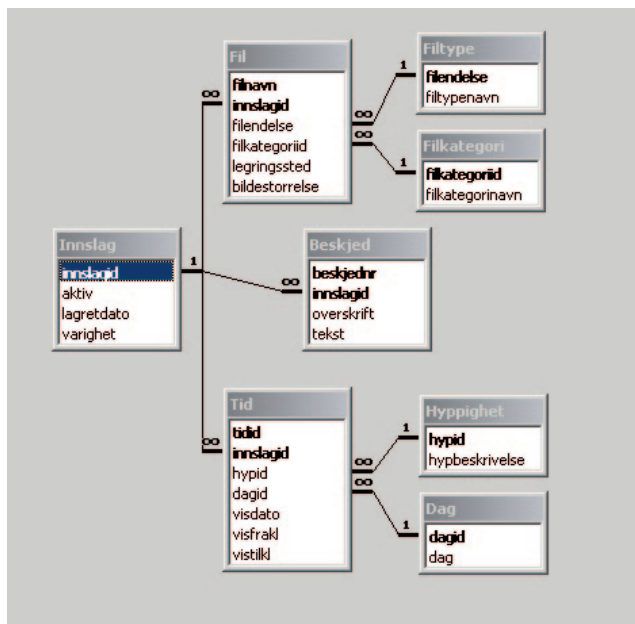 Fil
filnavn
innslagid
filendelse
filkategoriid
legringssted
bildestorrelse
Filtype
filendelse
filtypenavn
Filkategori
filkategoriid
filkategorinavn
Innslag
innslagid
aktiv
lagretdato
varighet
Beskjed
beskjednr
innslagid
overskrift
tekst
Tid
tidid
innslagid
hypid
dagid
visdato
visfrakl
vistilkl
Hyppighet
hypid
hypbeskrivelse
Dag
dagid
dag
∞
1
∞
∞
1
1
∞
∞
1
∞
∞
1